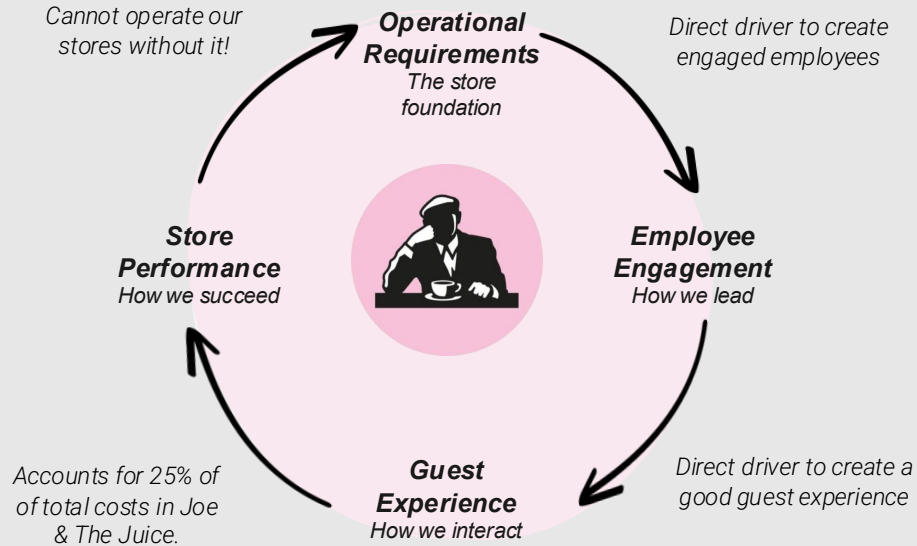 Cannot operate our
stores without it!
Operational
Requirements
The store
foundation
Direct driver to create
engaged employees
Store
Performance
How we succeed
Employee
Engagement
How we lead
Accounts for 25% of
of total costs in Joe
& The Juice.
Guest
Experience
How we interact
Direct driver to create a
good guest experience